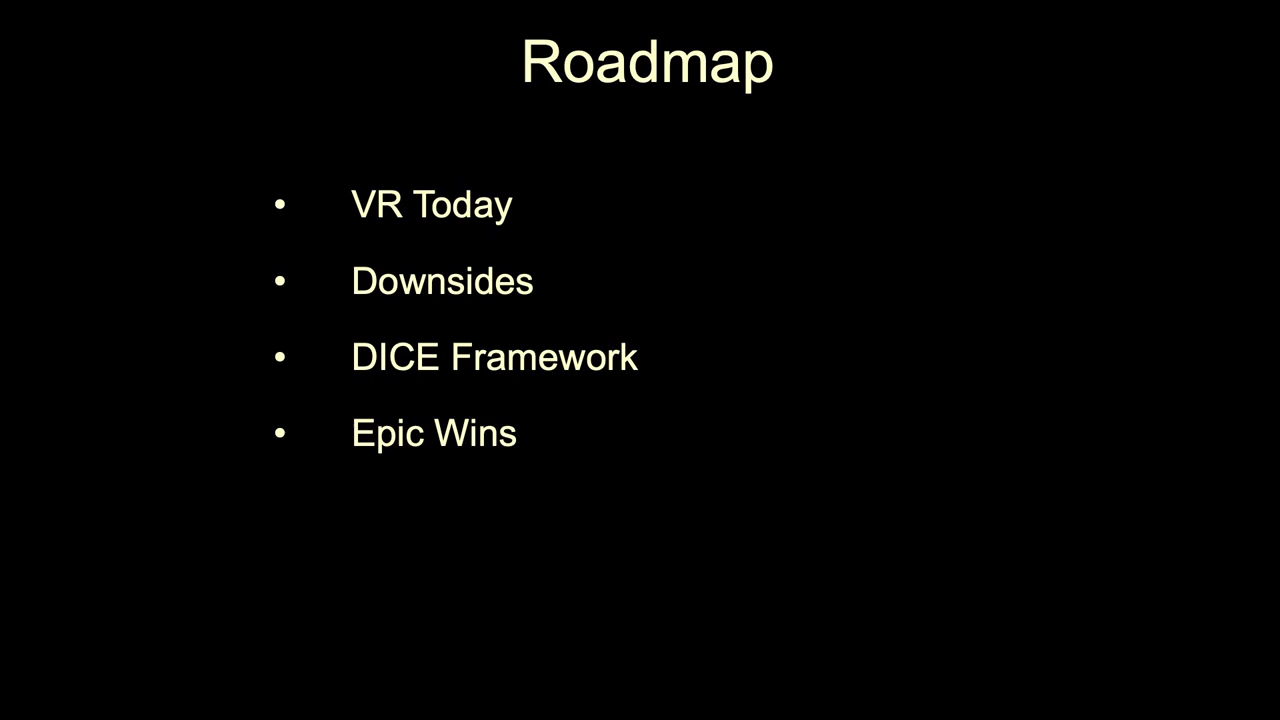 Roadmap
• VR Today
• Downsides
• DICE Framework
• Epic Wins